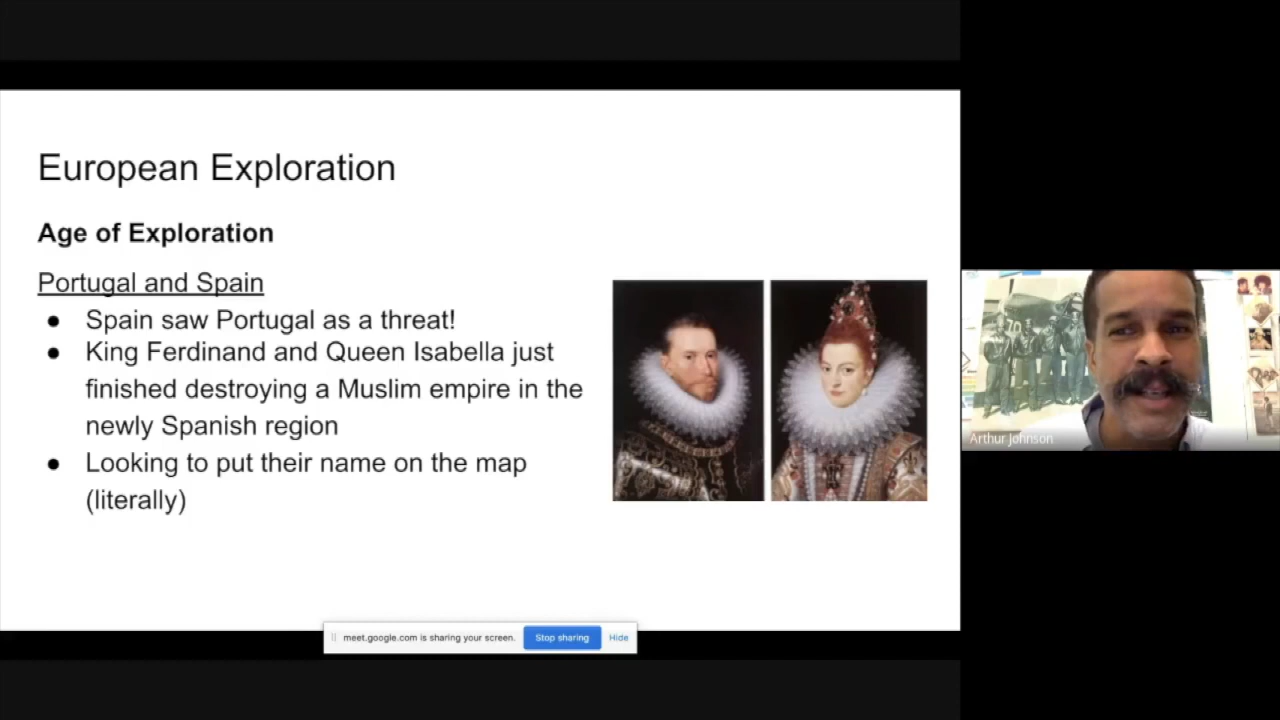 European Exploration
Age of Exploration
Portugal and Spain
● Spain saw Portugal as a threat!
● King Ferdinand and Queen Isabella just
finished destroying a Muslim empire in the
newly Spanish region
● Looking to put their name on the map
(literally)
Arthur Johnson
meet.google.com is sharing your screen.
Stop sharing
Hide